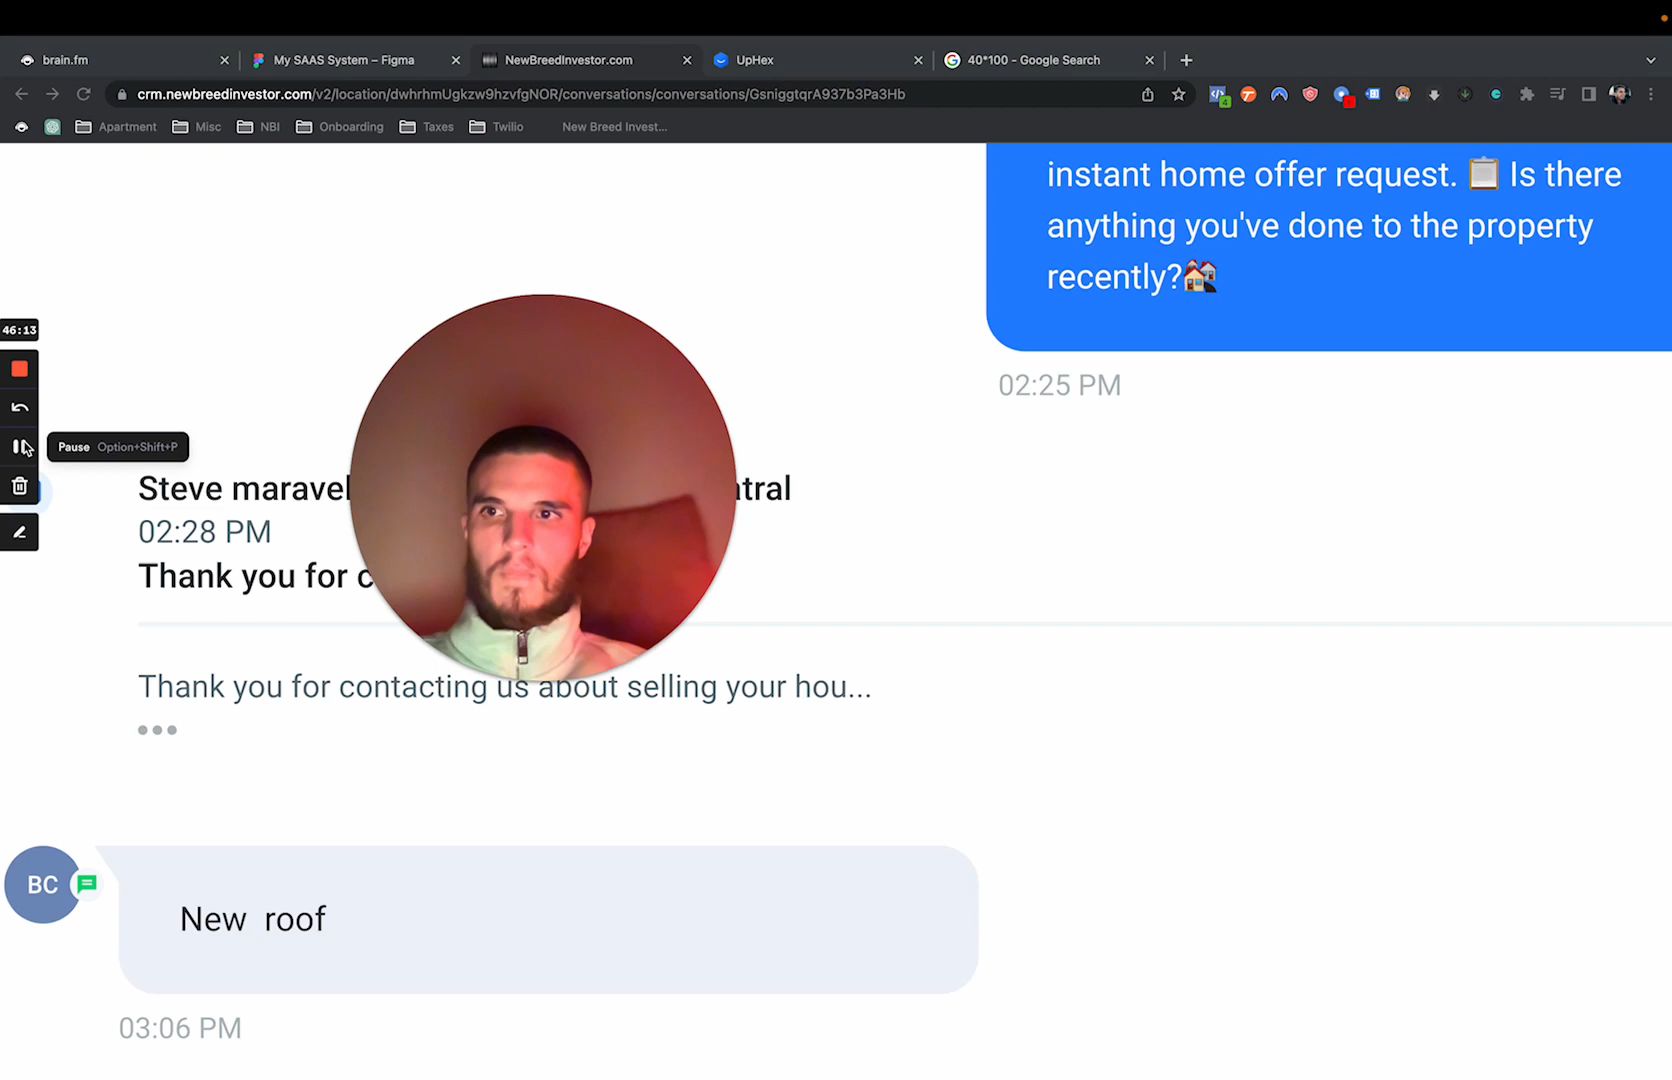 brain.fm
My SAAS System – Figma
NewBreedInvestor.com
UpHex
40*100 - Google Search
crm.newbreedinvestor.com/v2/location/dwhrhmUgkzw9hzvfgNOR/conversations/conversations/GsniggtqrA937b3Pa3Hb
Apartment
Misc
NBI
Onboarding
Taxes
Twilio
New Breed Invest...
instant home offer request. 📋 Is there
anything you've done to the property
recently?🏘
02:25 PM
46:13
Pause Option+Shift+P
Steve maravel
atral
02:28 PM
Thank you for c
Thank you for contacting us about selling your hou...
BC
New roof
03:06 PM